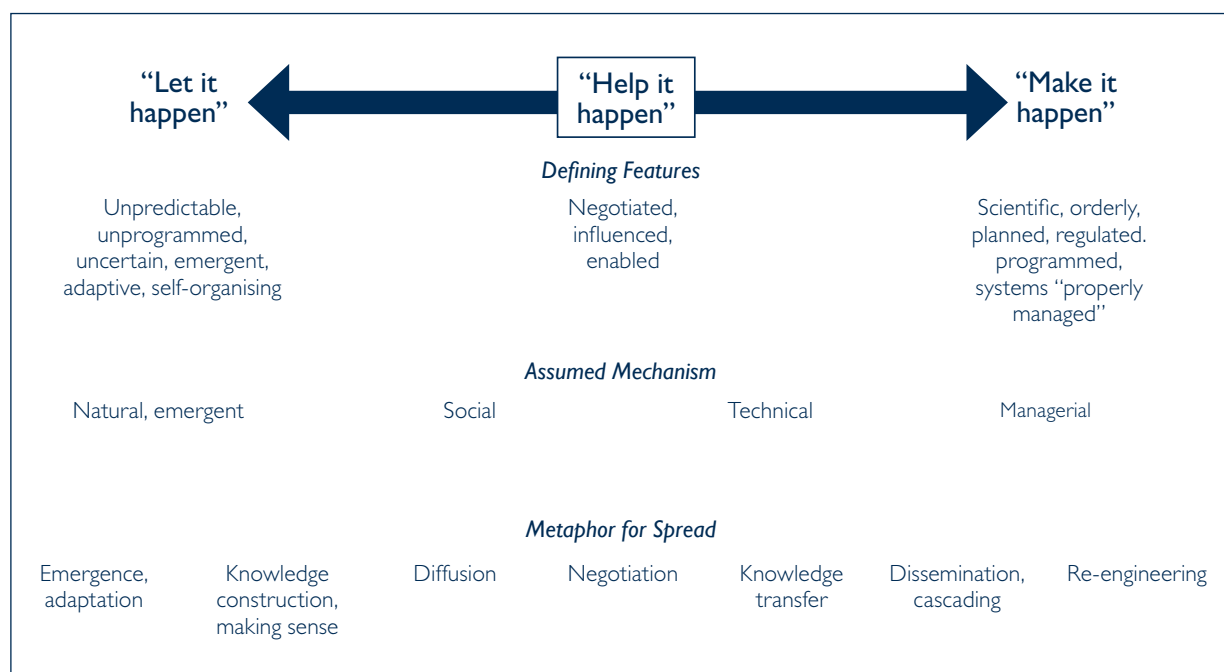 “Let it
happen”
“Help it
happen”
“Make it
happen”
Defining Features
Unpredictable,
unprogrammed,
uncertain, emergent,
adaptive, self-organising
Negotiated,
influenced,
enabled
Scientific, orderly,
planned, regulated.
programmed,
systems “properly
managed”
Assumed Mechanism
Natural, emergent
Social
Technical
Managerial
Metaphor for Spread
Emergence,
adaptation
Knowledge
construction,
making sense
Diffusion
Negotiation
Knowledge
transfer
Dissemination,
cascading
Re-engineering